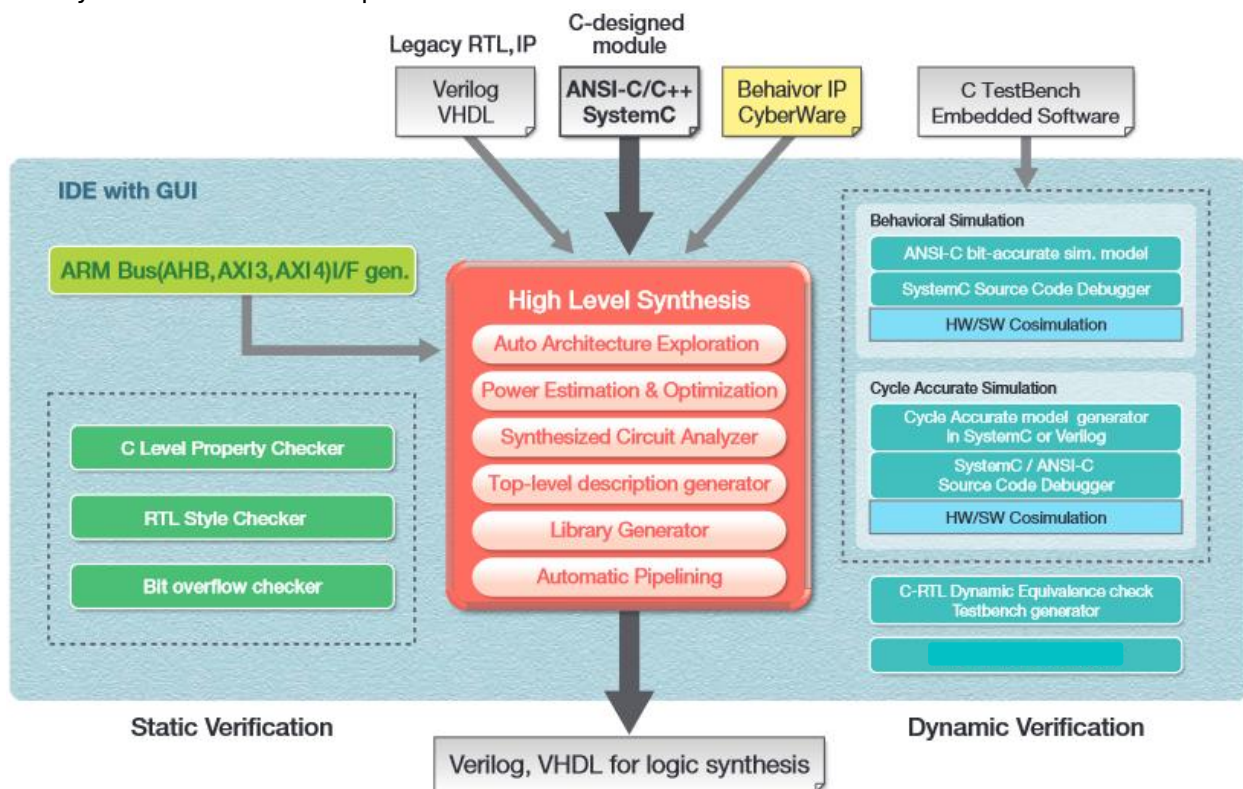 C-designed
module
Legacy RTL, IP
Verilog
VHDL
ANSI-C/C++
SystemC
Behaivor IP
CyberWare
C TestBench
Embedded Software
IDE with GUI
ARM Bus(AHB, AXI3, AXI4)I/F gen.
C Level Property Checker
RTL Style Checker
Bit overflow checker
High Level Synthesis
Auto Architecture Exploration
Power Estimation & Optimization
Synthesized Circuit Analyzer
Top-level description generator
Library Generator
Automatic Pipelining
Behavioral Simulation
ANSI-C bit-accurate sim. model
SystemC Source Code Debugger
HW/SW Cosimulation
Cycle Accurate Simulation
Cycle Accurate model generator
in SystemC or Verilog
SystemC / ANSI-C
Source Code Debugger
HW/SW Cosimulation
C-RTL Dynamic Equivalence check
Testbench generator
Static Verification
Dynamic Verification
Verilog, VHDL for logic synthesis